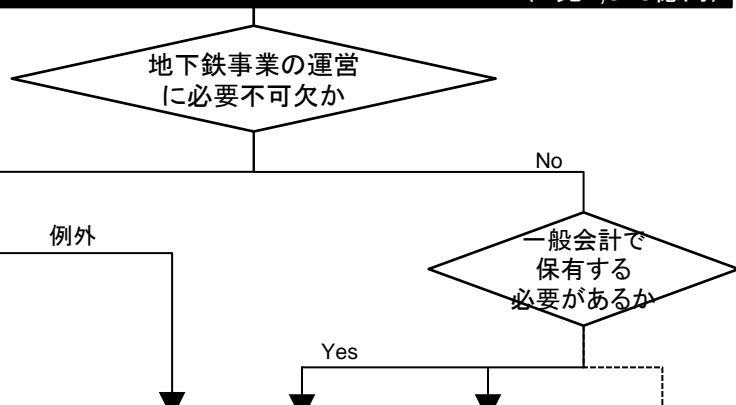 地下鉄事業の運営
に必要不可欠か
No
例外
一般会計で
保有する
必要があるか
Yes